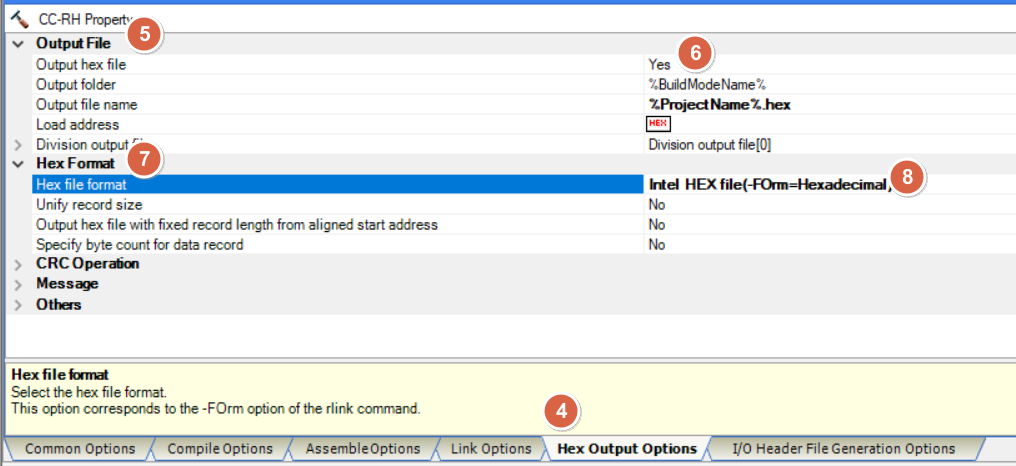 CC-RH Property
5
Output File
6
Output hex file Yes
Output folder %BuildModeName%
Output file name %ProjectName%.hex
Load address HEX
Division output Division output file[0]
7
Hex Format
8
Hex file format Intel HEX file(-FOrm=Hexadecimal)
Unify record size No
Output hex file with fixed record length from aligned start address No
Specify byte count for data record No
CRC Operation
Message
Others
Hex file format
Select the hex file format.
This option corresponds to the -FOrm option of the rlink command.
4
Common Options Compile Options Assemble Options Link Options Hex Output Options I/O Header File Generation Options